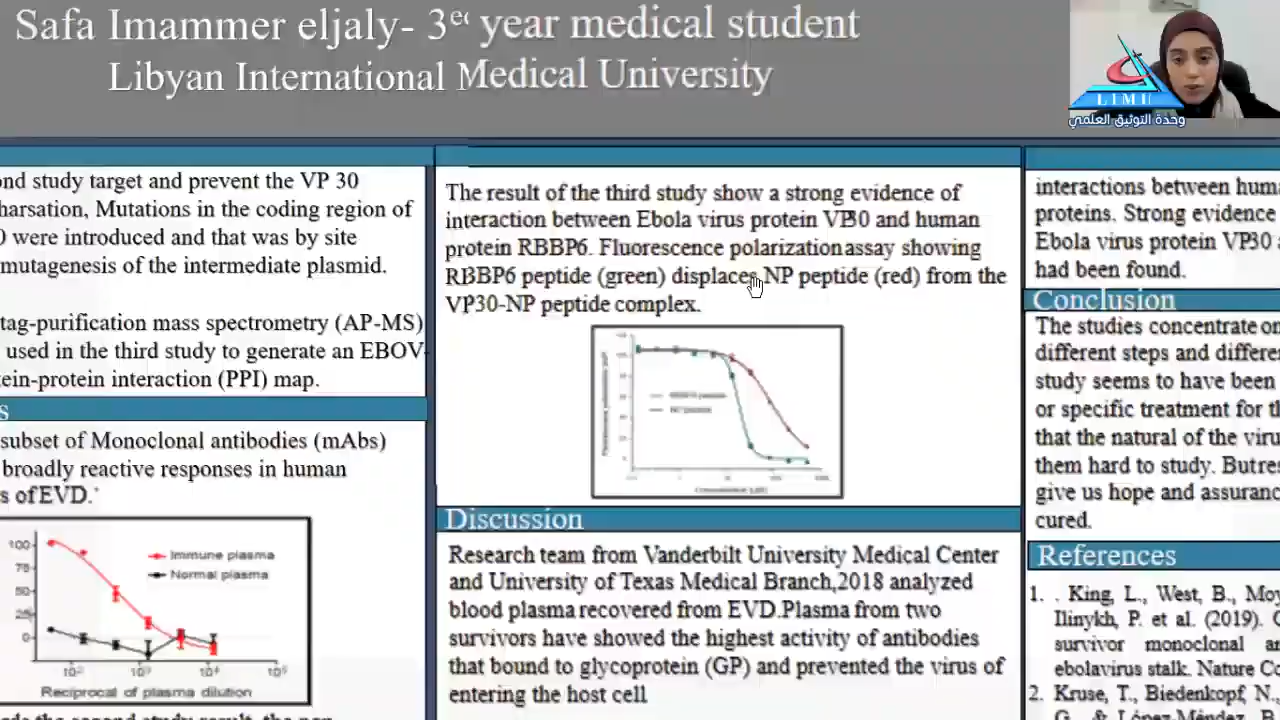 Safa Imammer eljaly- 3ed year medical student
Libyan International Medical University
LIMU
وحدة التوثيق العلمي
ond study target and prevent the VP 30
harsation, Mutations in the coding region of
0 were introduced and that was by site
mutagenesis of the intermediate plasmid.
tag-purification mass spectrometry (AP-MS)
used in the third study to generate an EBOV-
tein-protein interaction (PPI) map.
s
subset of Monoclonal antibodies (mAbs)
broadly reactive responses in human
s of EVD.
100
75
50
25
0
Immune plasma
Normal plasma
10² 10³ 10⁴ 10⁵
Reciprocal of plasma dilution
The result of the third study show a strong evidence of
interaction between Ebola virus protein VP30 and human
protein RBBP6. Fluorescence polarization assay showing
RBBP6 peptide (green) displaces NP peptide (red) from the
VP30-NP peptide complex.
Discussion
Research team from Vanderbilt University Medical Center
and University of Texas Medical Branch,2018 analyzed
blood plasma recovered from EVD.Plasma from two
survivors have showed the highest activity of antibodies
that bound to glycoprotein (GP) and prevented the virus of
entering the host cell
interactions between huma
proteins. Strong evidence
Ebola virus protein VP30 a
had been found.
Conclusion
The studies concentrate on
different steps and differe
study seems to have been
or specific treatment for th
that the natural of the viru
them hard to study. But res
give us hope and assuranc
cured.
References
1. . King, L., West, B., Moy
Ilinykh, P. et al. (2019). C
survivor monoclonal an
ebolavirus stalk. Nature Co
2. Kruse, T., Biedenkopf, N.,